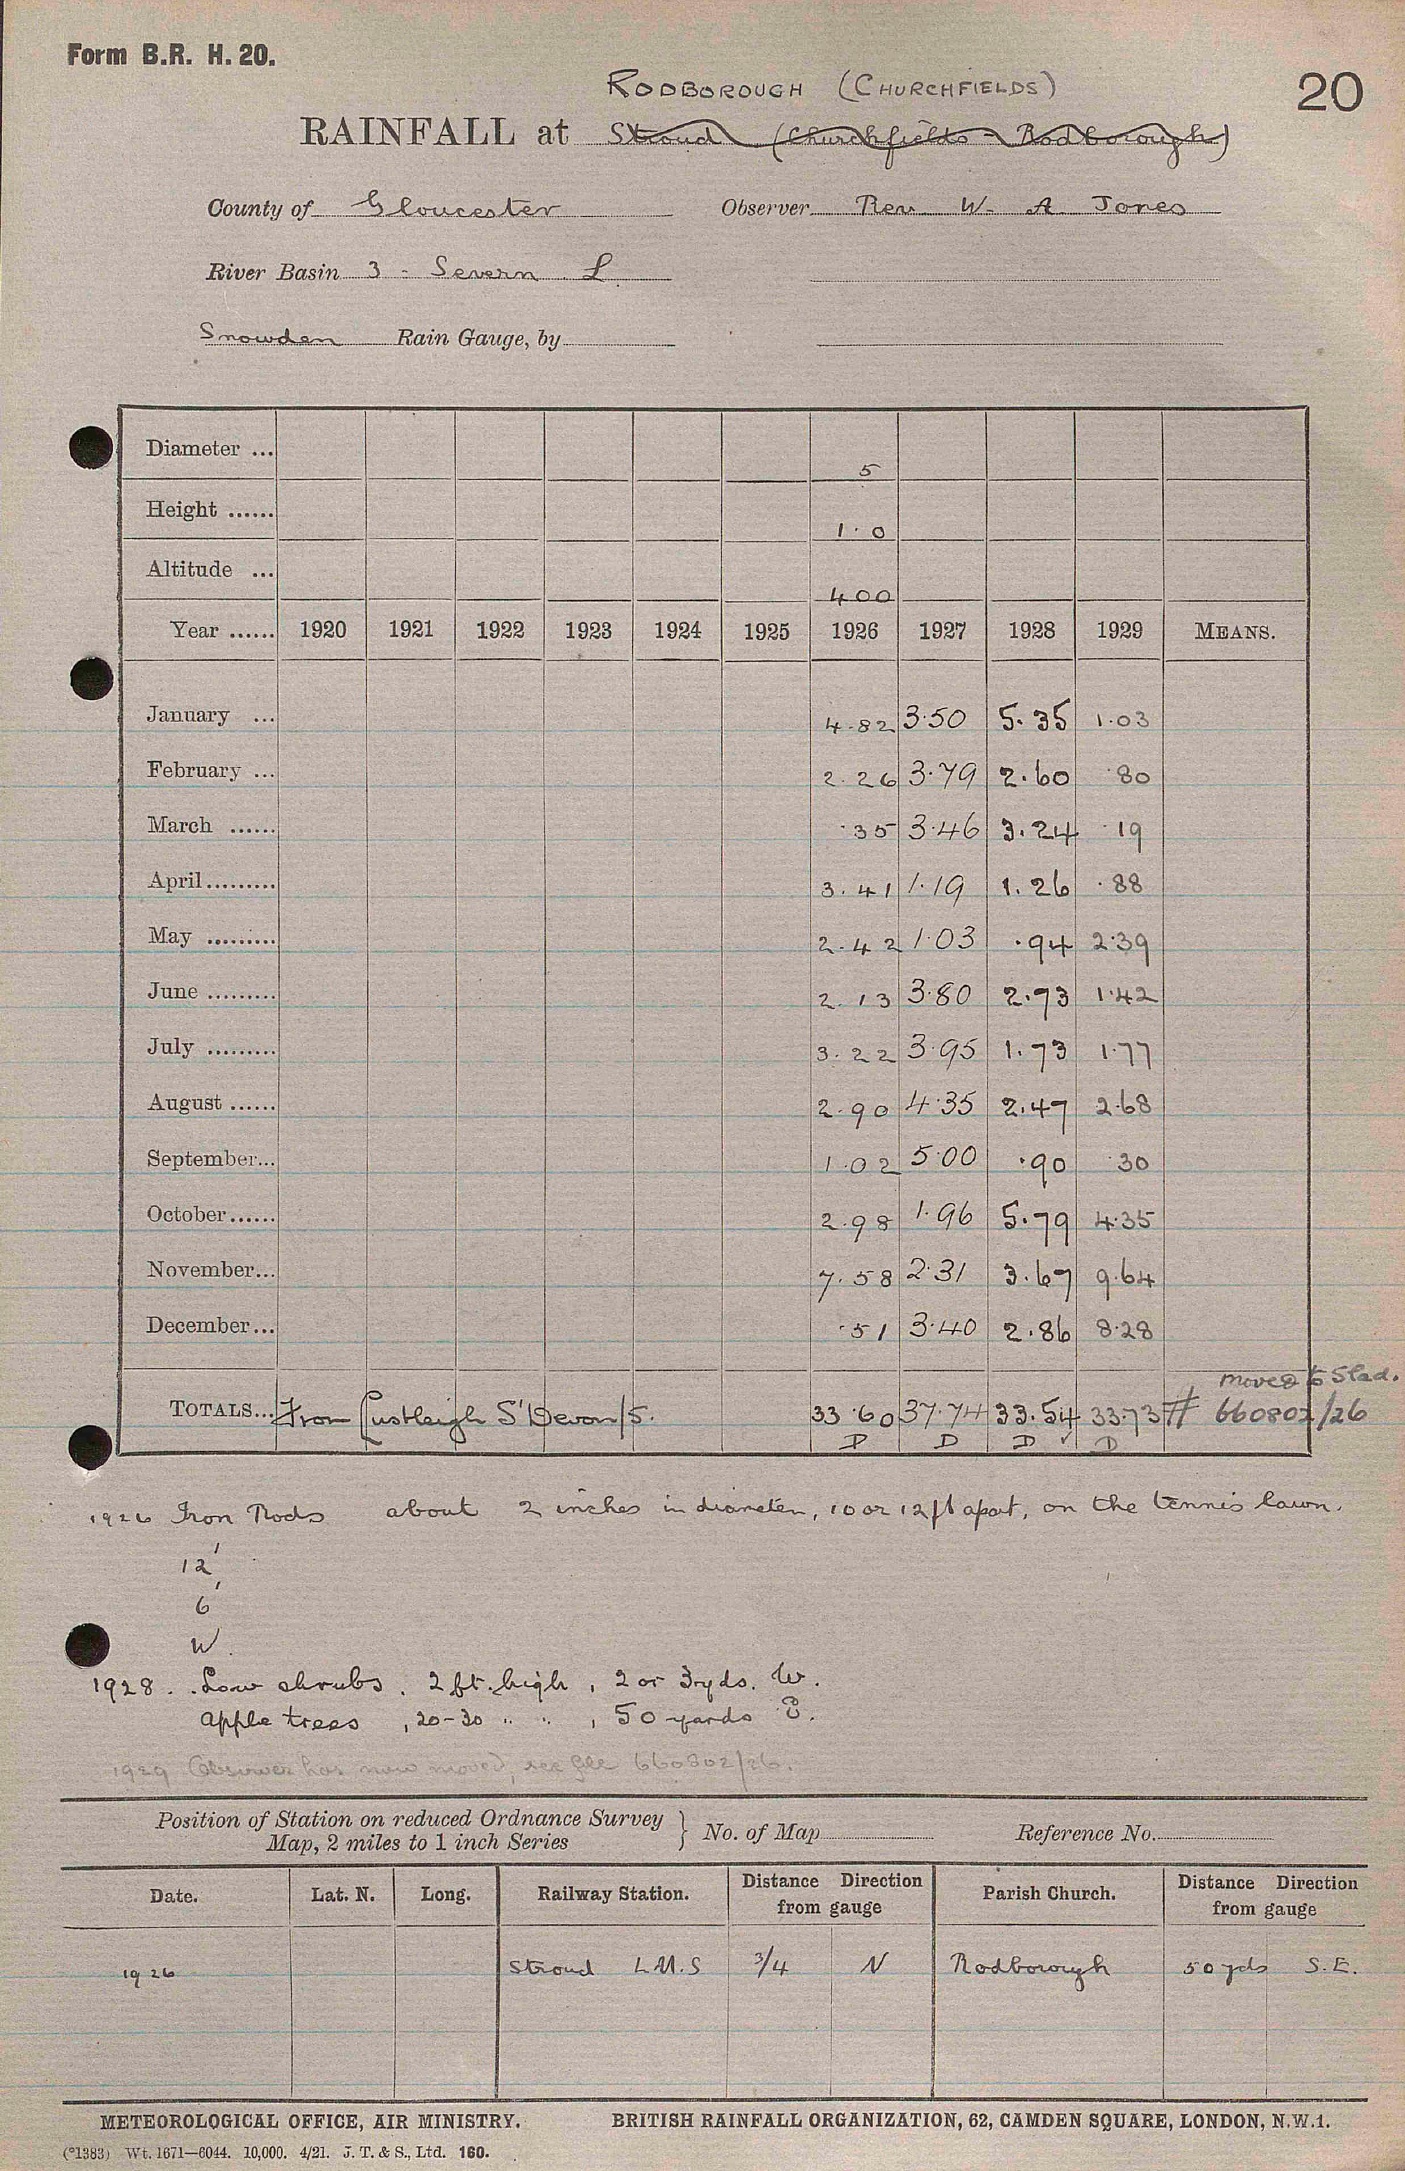 Form B.R. H. 20.
20
RODBOROUGH (CHURCHFIELDS)
RAINFALL at Stroud (Churchfields - Rodborough)
County of Gloucester Observer Rev W. A Jones
River Basin 3 - Severn L
Snowden Rain Gauge, by
Diameter ... 5
Height ...... 1.0
Altitude ... 400
Year ...... 1920 1921 1922 1923 1924 1925 1926 1927 1928 1929 MEANS.
January ... 4.82 3.50 5.35 1.03
February ... 2.26 3.79 2.60 .80
March ...... .35 3.46 3.24 .19
April......... 3.41 1.19 1.26 .88
May ......... 2.42 1.03 .94 2.39
June ......... 2.13 3.80 2.73 1.42
July ......... 3.22 3.95 1.73 1.77
August ...... 2.90 4.35 2.47 2.68
September... 1.02 5.00 .90 .30
October...... 2.98 1.96 5.79 4.35
November... 7.58 2.31 3.67 9.64
December... .51 3.40 2.86 8.28
moved to Slad.
TOTALS... From Lustleigh S' Devon/5. 33.60 37.74 33.54 33.73 # 660802/26
D D D ✓ D
1926 Iron Rods about 2 inches in diameter, 10 or 12 ft apart, on the tennis lawn.
12'
6'
W.
1928. Low shrubs, 2 ft. high, 2 or 3 yds. W.
Apple trees, 20-30 " ", 50 yards E.
1929 Observer has now moved, see file 660302/26.
Position of Station on reduced Ordnance Survey
Map, 2 miles to 1 inch Series } No. of Map Reference No.
Date. Lat. N. Long. Railway Station. Distance Direction from gauge Parish Church. Distance Direction from gauge
1926 Stroud L.M.S 3/4 N Rodborough 50 yds S.E.
METEOROLOGICAL OFFICE, AIR MINISTRY. BRITISH RAINFALL ORGANIZATION, 62, CAMDEN SQUARE, LONDON, N.W.1.
(*1383) Wt. 1671—6044. 10,000. 4/21. J. T. & S., Ltd. 160.